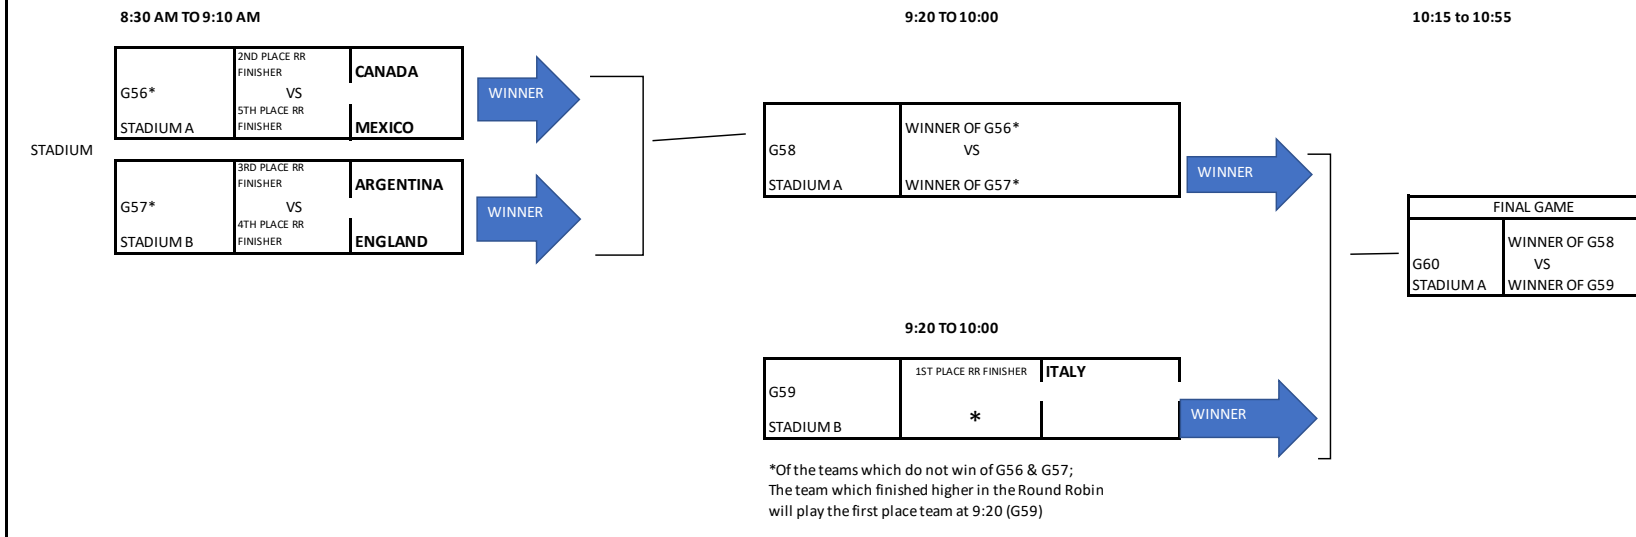 8:30 AM TO 9:10 AM
9:20 TO 10:00
10:15 to 10:55
2ND PLACE RR
FINISHER
CANADA
G56*
VS
5TH PLACE RR
STADIUM A
FINISHER
MEXICO
WINNER
STADIUM
3RD PLACE RR
FINISHER
ARGENTINA
G57*
VS
4TH PLACE RR
STADIUM B
FINISHER
ENGLAND
WINNER
WINNER OF G56*
G58
VS
STADIUM A
WINNER OF G57*
WINNER
FINAL GAME
WINNER OF G58
G60
VS
STADIUM A
WINNER OF G59
9:20 TO 10:00
1ST PLACE RR FINISHER
ITALY
G59
*
STADIUM B
WINNER
*Of the teams which do not win of G56 & G57;
The team which finished higher in the Round Robin
will play the first place team at 9:20 (G59)